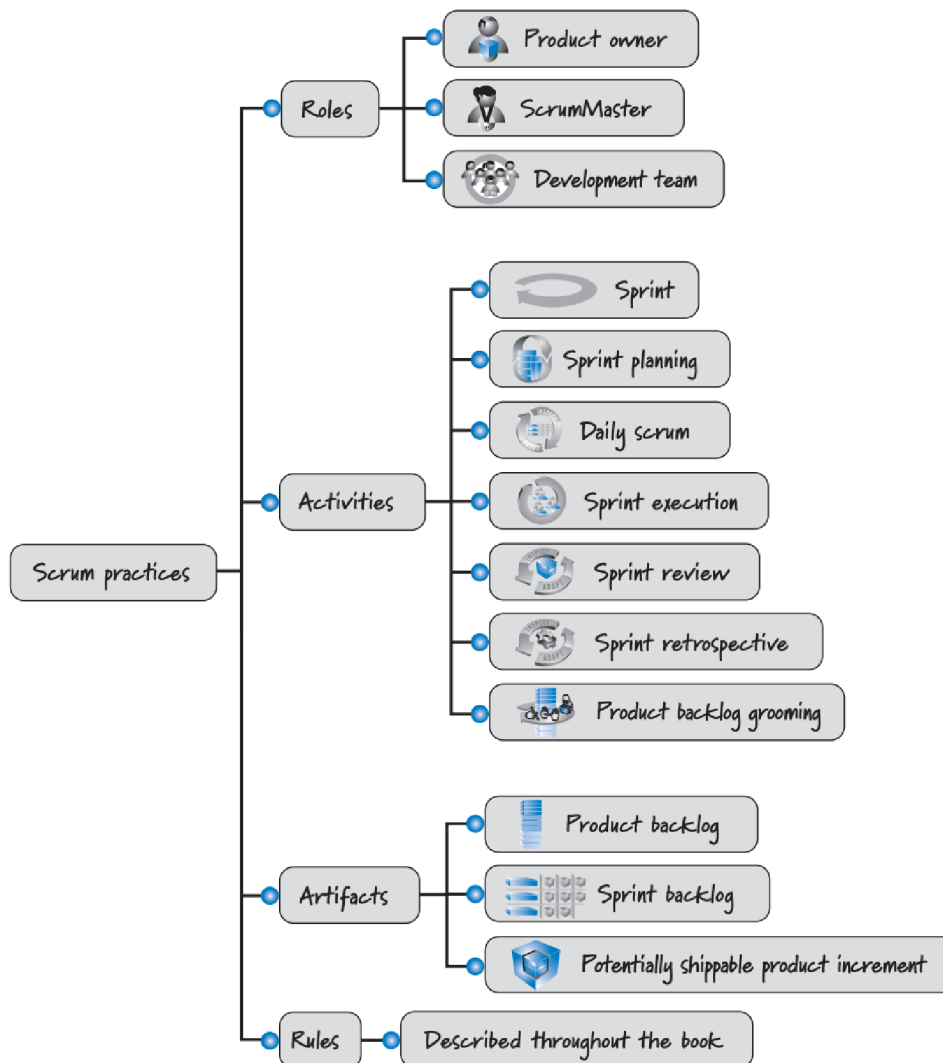 Product owner
ScrumMaster
Roles
Development team
Sprint
Sprint planning
Daily scrum
Activities
Sprint execution
Scrum practices
Sprint review
Sprint retrospective
Product backlog grooming
Product backlog
Artifacts
Sprint backlog
Potentially shippable product increment
Rules
Described throughout the book